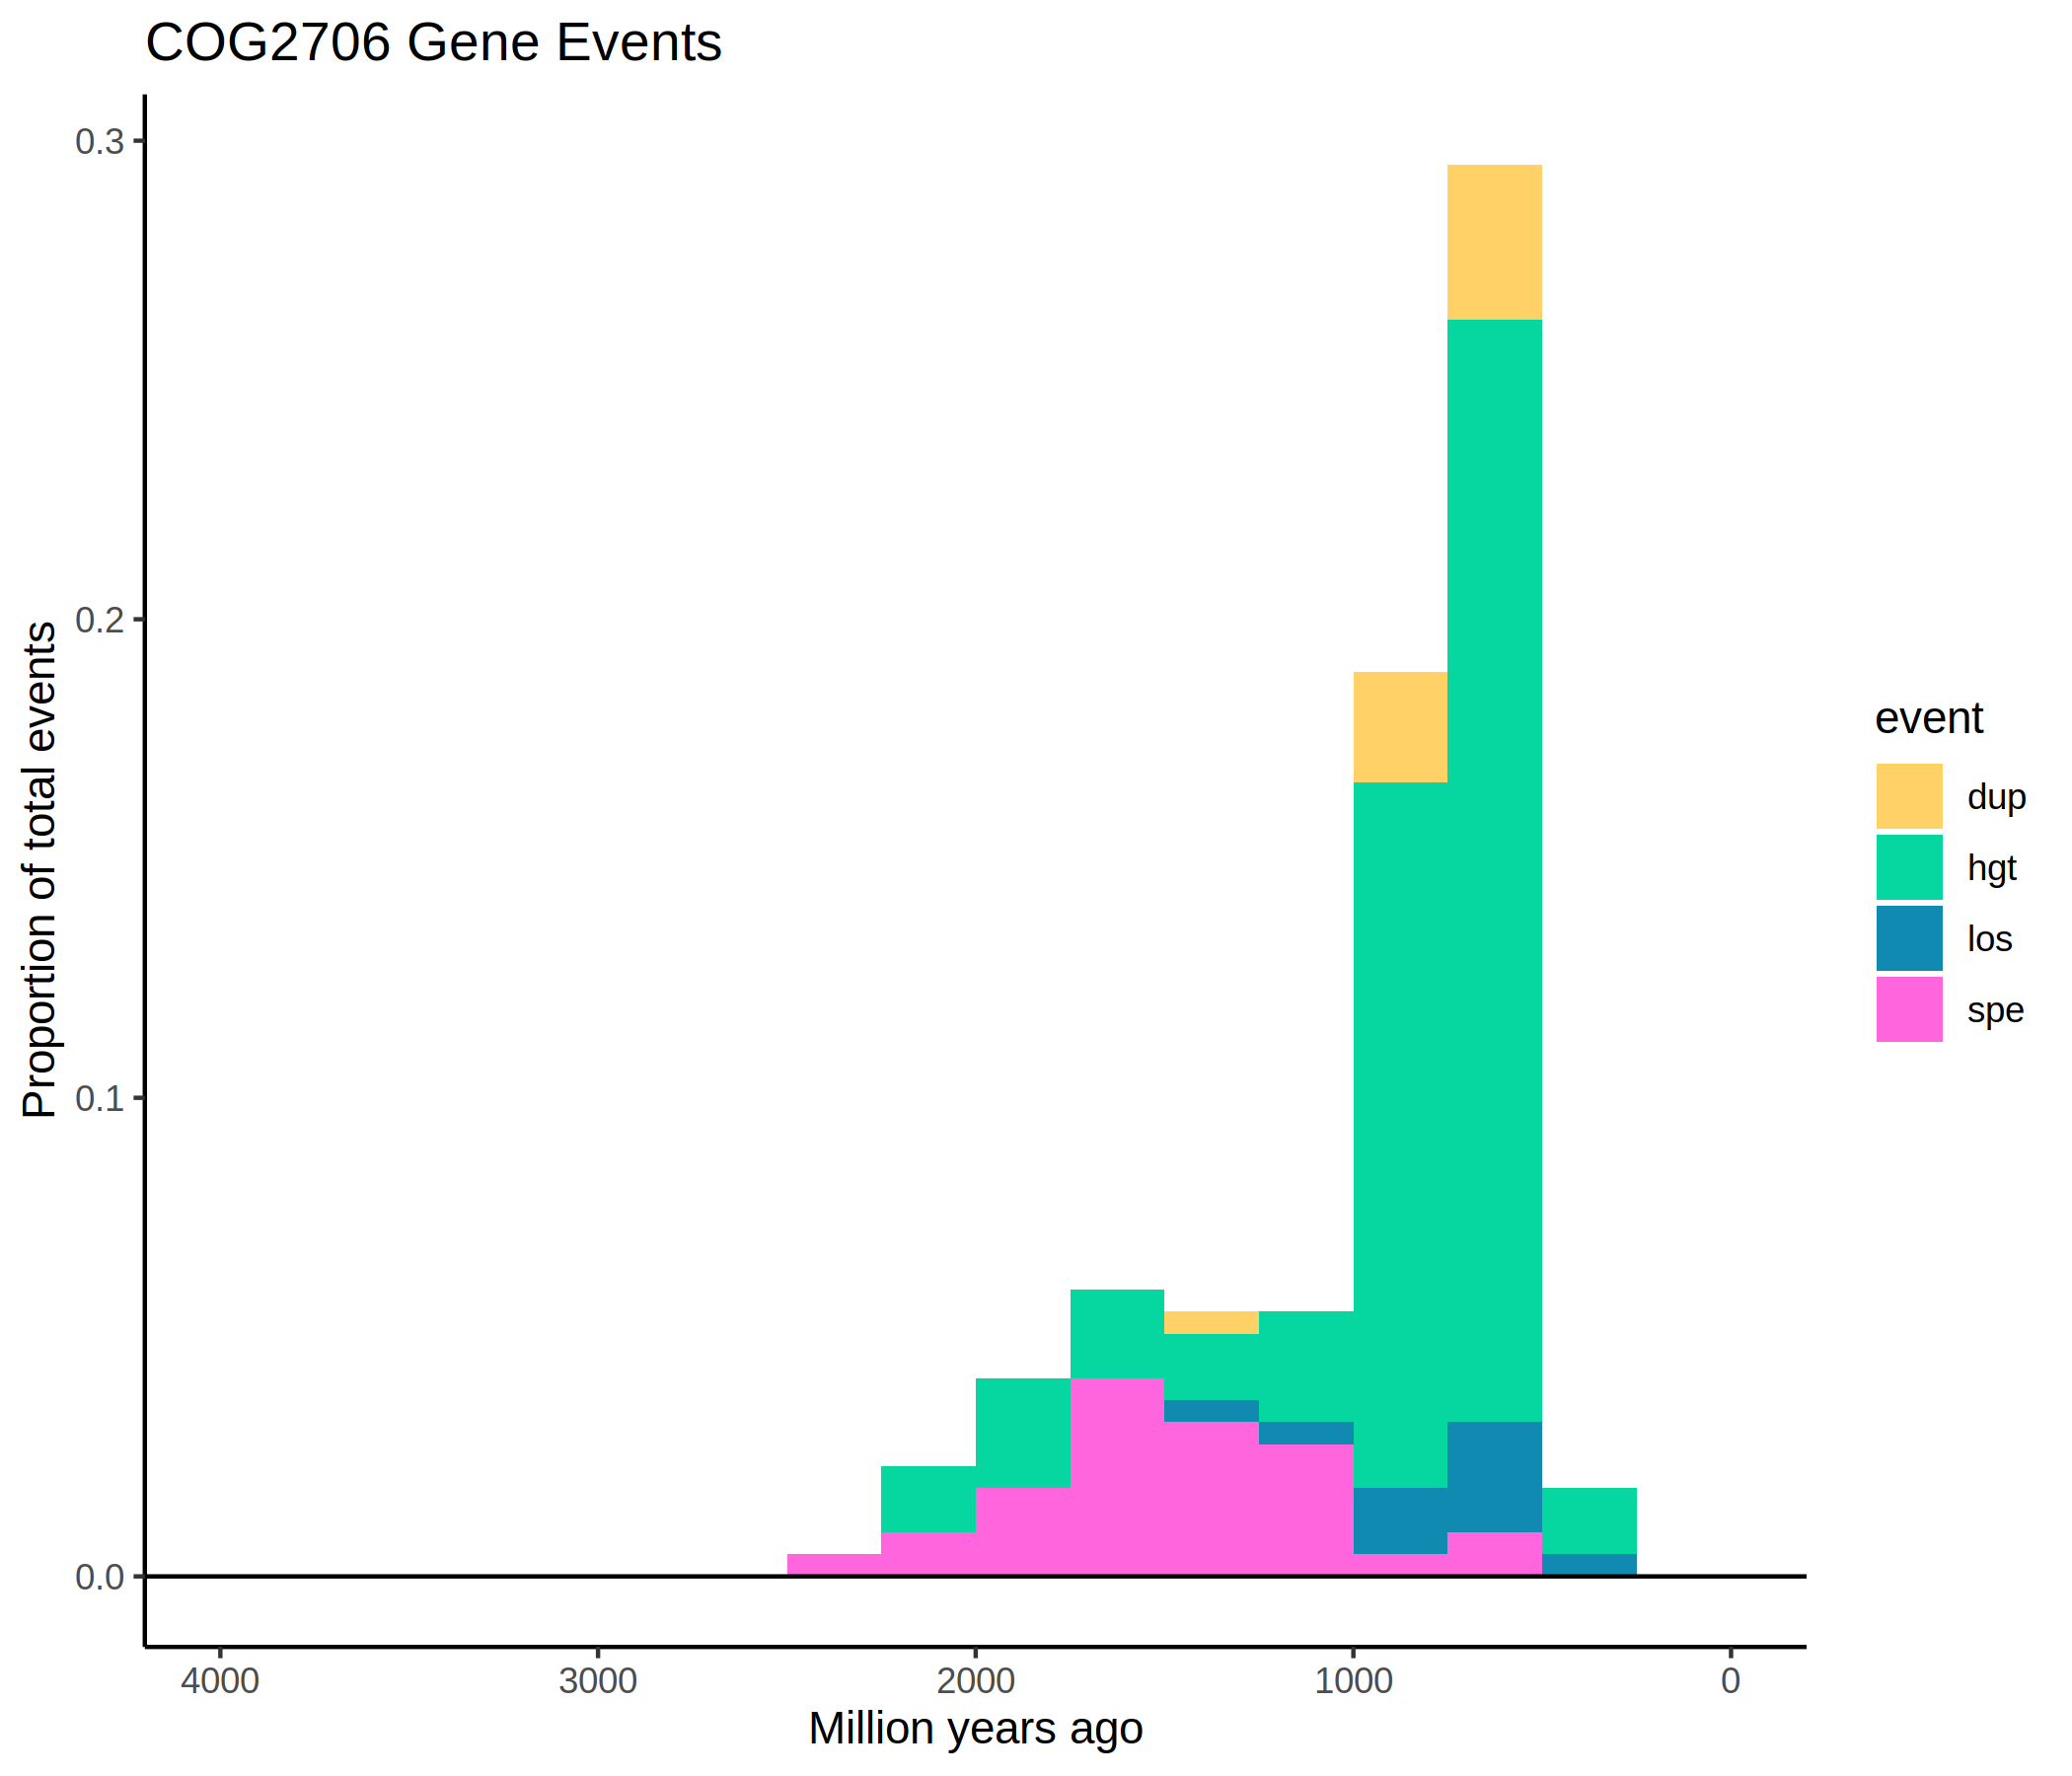 COG2706 Gene Events
Proportion of total events
0.3
0.2
0.1
0.0
4000 3000 2000 1000 0
Million years ago
event
dup
hgt
los
spe